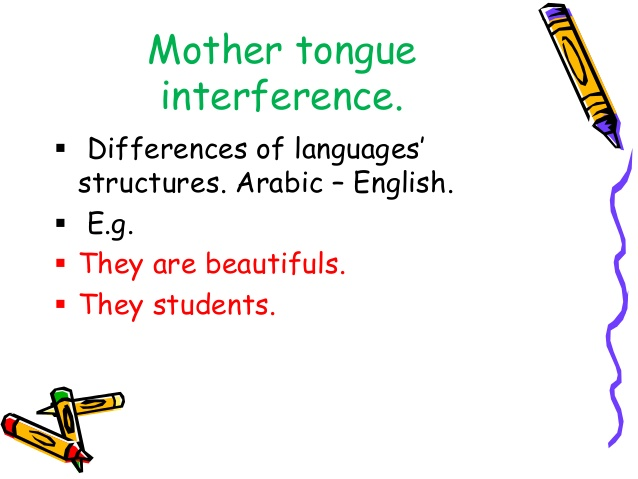 Mother tongue
interference.
▪ Differences of languages’
structures. Arabic – English.
▪ E.g.
▪ They are beautifuls.
▪ They students.